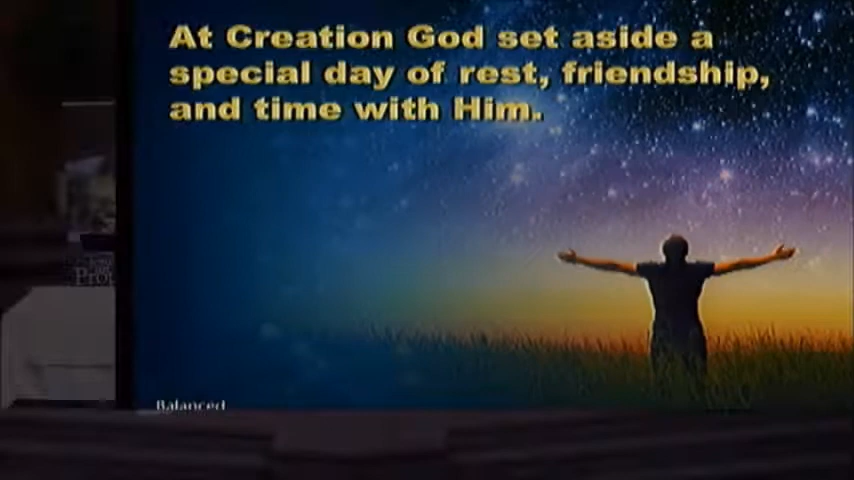 At Creation God set aside a
special day of rest, friendship,
and time with Him.
Balanced